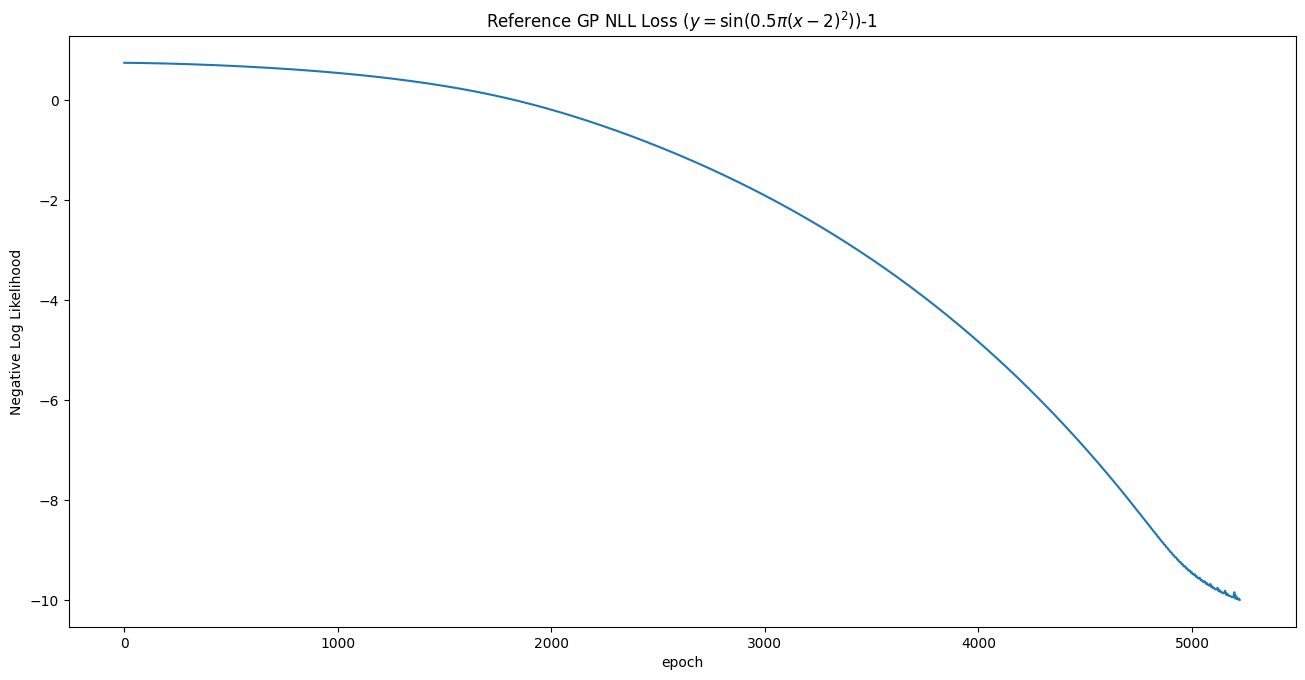 Reference GP NLL Loss ($y = \sin(0.5\pi(x-2)^2)$)-1
Negative Log Likelihood
0
−2
−4
−6
−8
−10
0 1000 2000 3000 4000 5000
epoch